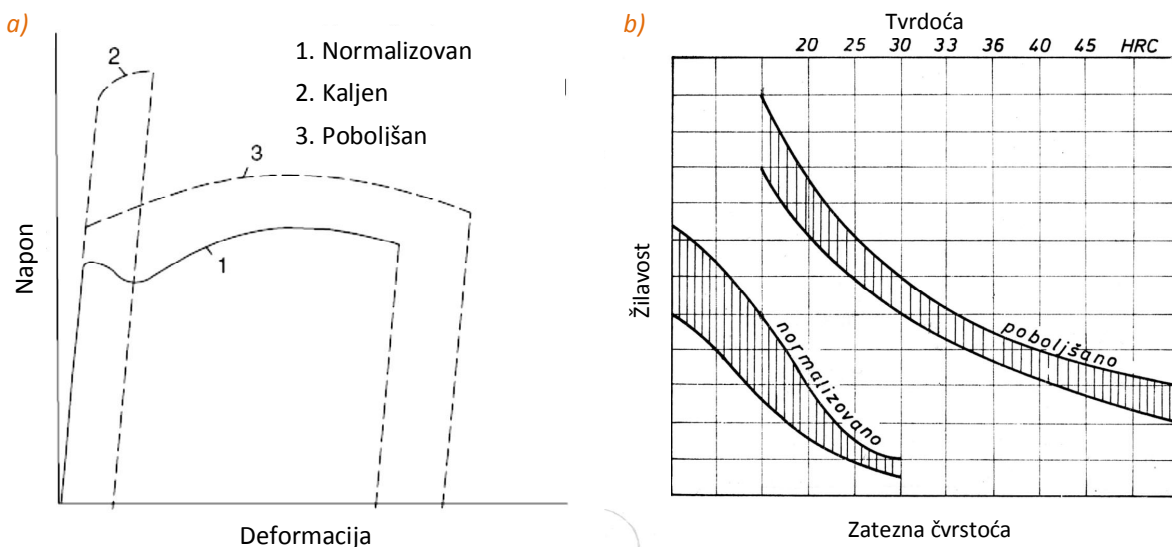 a)
1. Normalizovan
2. Kaljen
3. Poboljšan
2
3
1
Napon
Deformacija
b)
Tvrdoća
20 25 30 33 36 40 45 HRC
Žilavost
poboljšano
normalizovano
Zatezna čvrstoća